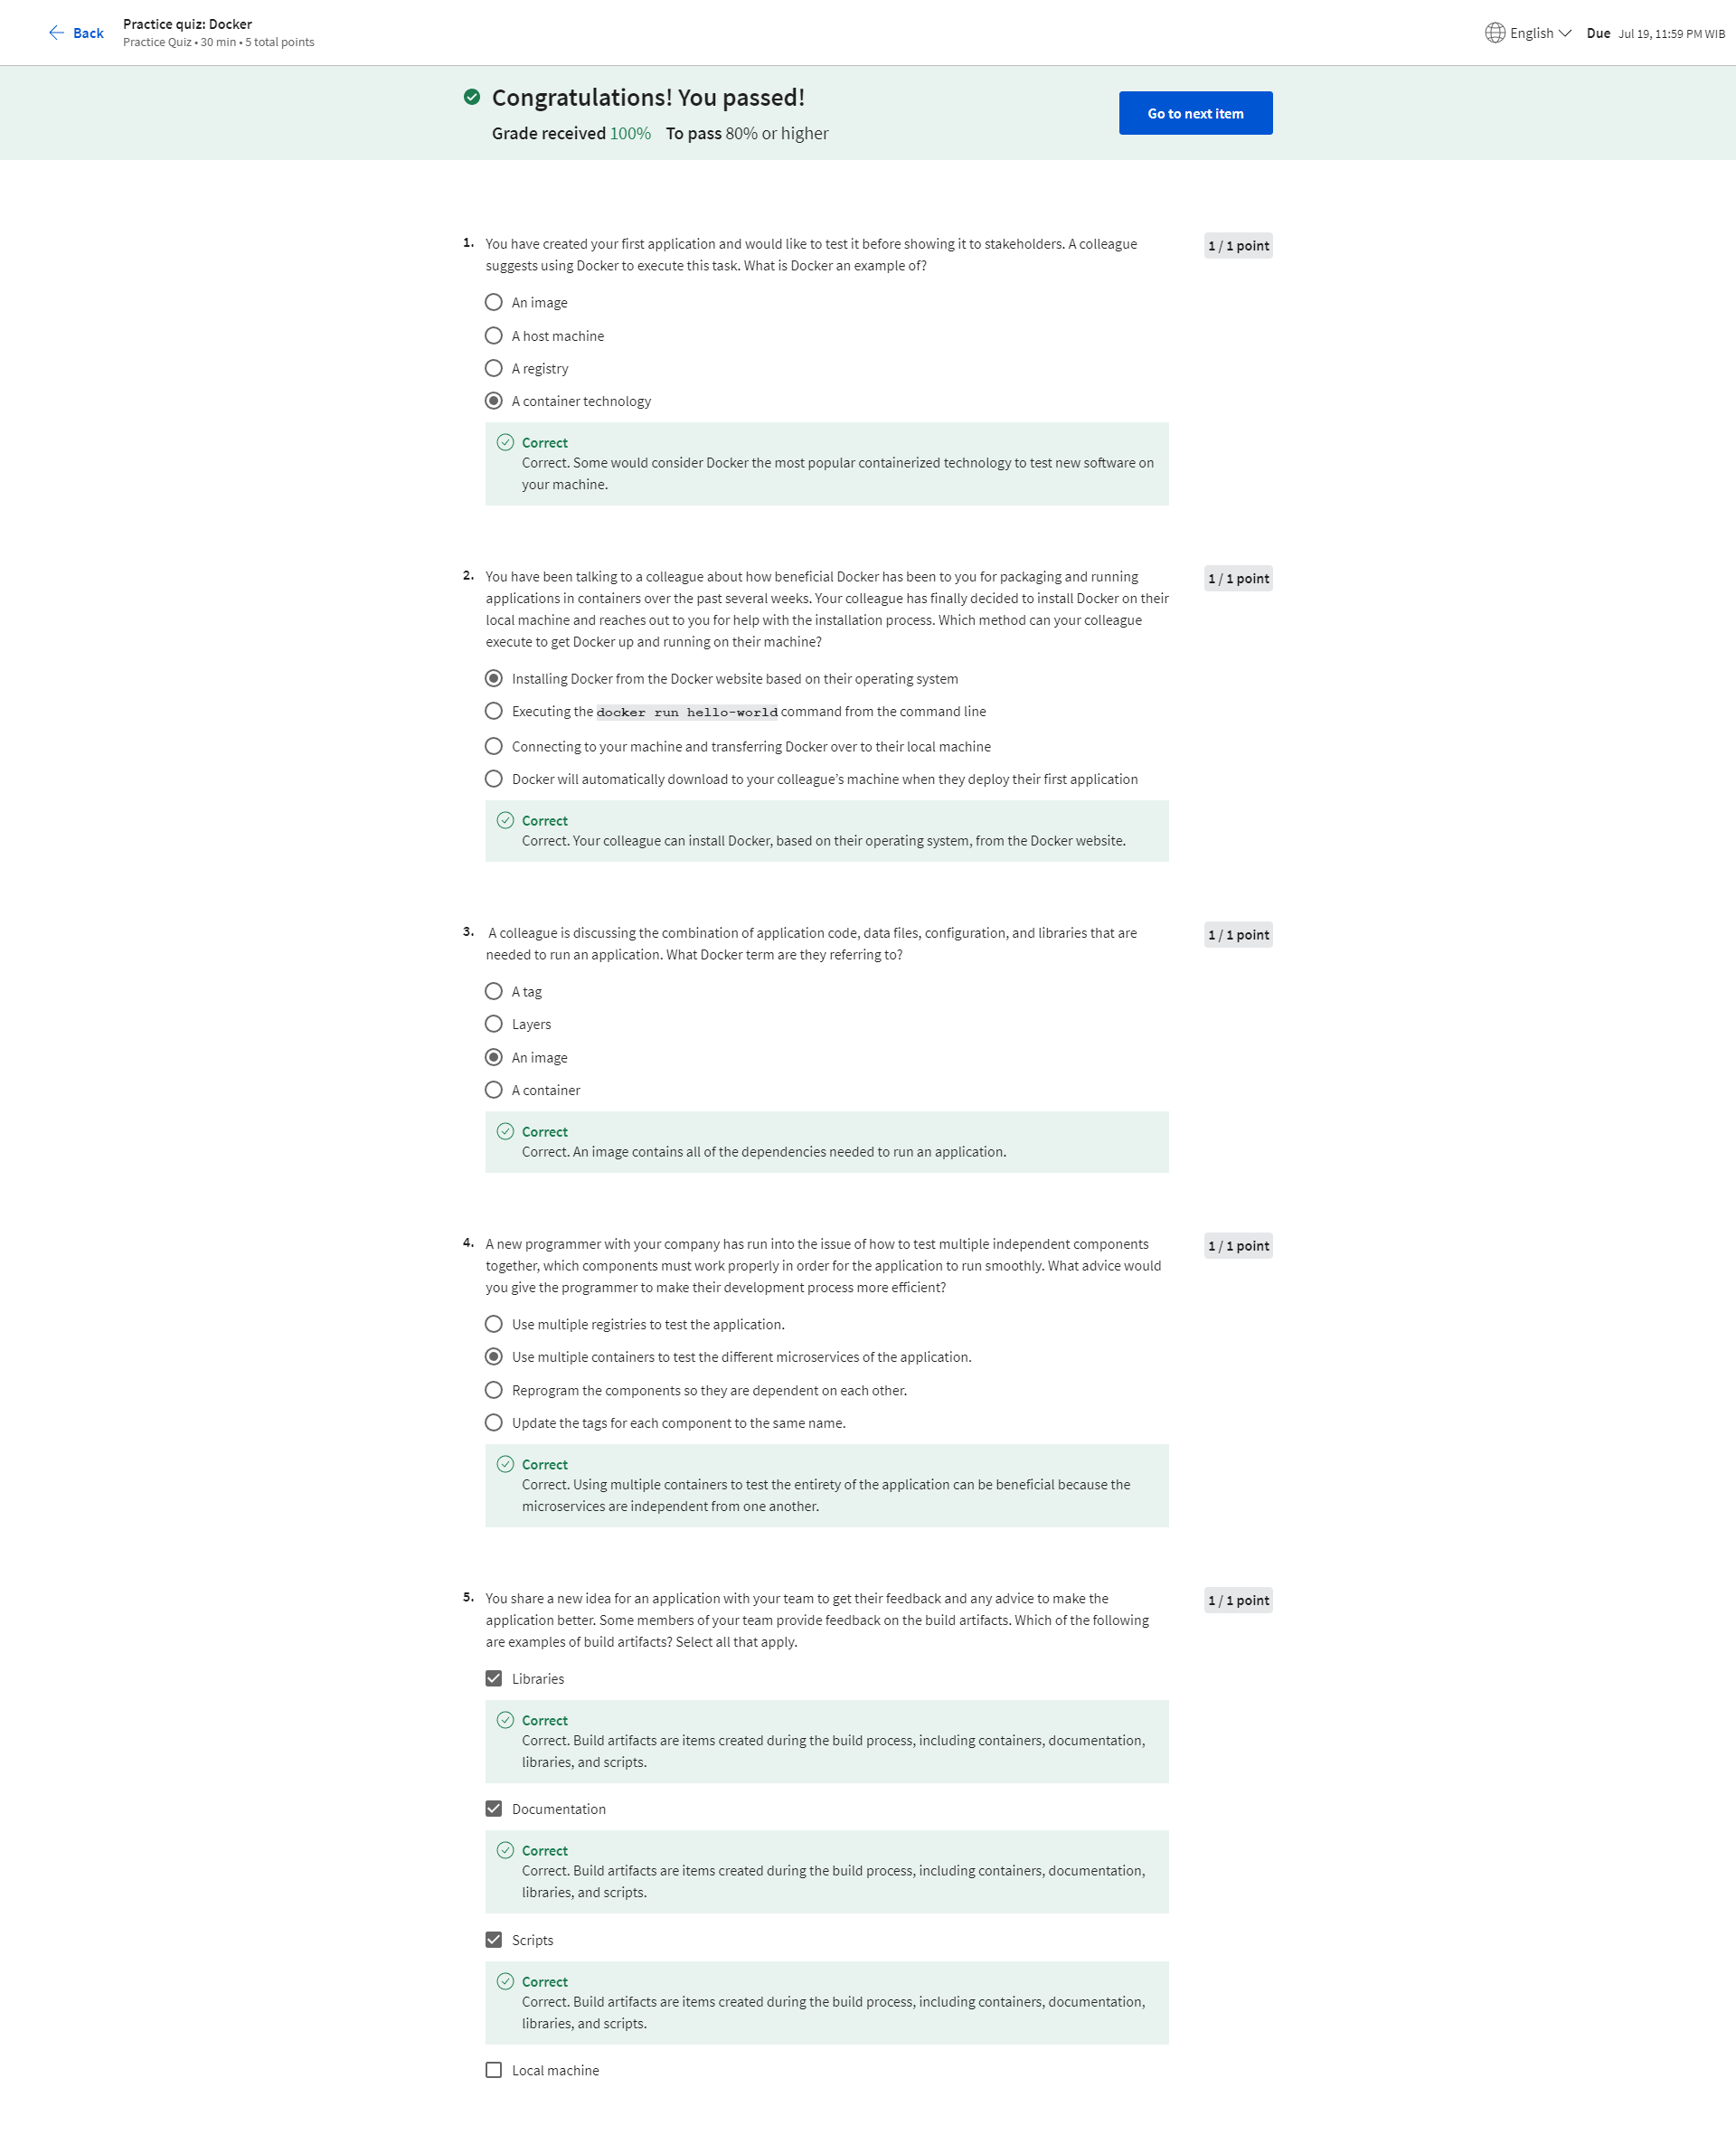 Back
Practice quiz: Docker
Practice Quiz • 30 min • 5 total points
English
Due Jul 19, 11:59 PM WIB
Congratulations! You passed!
Grade received 100% To pass 80% or higher
Go to next item
1. You have created your first application and would like to test it before showing it to stakeholders. A colleague
suggests using Docker to execute this task. What is Docker an example of?
1 / 1 point
An image
A host machine
A registry
A container technology
Correct
Correct. Some would consider Docker the most popular containerized technology to test new software on
your machine.
2. You have been talking to a colleague about how beneficial Docker has been to you for packaging and running
applications in containers over the past several weeks. Your colleague has finally decided to install Docker on their
local machine and reaches out to you for help with the installation process. Which method can your colleague
execute to get Docker up and running on their machine?
1 / 1 point
Installing Docker from the Docker website based on their operating system
Executing the docker run hello-world command from the command line
Connecting to your machine and transferring Docker over to their local machine
Docker will automatically download to your colleague’s machine when they deploy their first application
Correct
Correct. Your colleague can install Docker, based on their operating system, from the Docker website.
3. A colleague is discussing the combination of application code, data files, configuration, and libraries that are
needed to run an application. What Docker term are they referring to?
1 / 1 point
A tag
Layers
An image
A container
Correct
Correct. An image contains all of the dependencies needed to run an application.
4. A new programmer with your company has run into the issue of how to test multiple independent components
together, which components must work properly in order for the application to run smoothly. What advice would
you give the programmer to make their development process more efficient?
1 / 1 point
Use multiple registries to test the application.
Use multiple containers to test the different microservices of the application.
Reprogram the components so they are dependent on each other.
Update the tags for each component to the same name.
Correct
Correct. Using multiple containers to test the entirety of the application can be beneficial because the
microservices are independent from one another.
5. You share a new idea for an application with your team to get their feedback and any advice to make the
application better. Some members of your team provide feedback on the build artifacts. Which of the following
are examples of build artifacts? Select all that apply.
1 / 1 point
Libraries
Correct
Correct. Build artifacts are items created during the build process, including containers, documentation,
libraries, and scripts.
Documentation
Correct
Correct. Build artifacts are items created during the build process, including containers, documentation,
libraries, and scripts.
Scripts
Correct
Correct. Build artifacts are items created during the build process, including containers, documentation,
libraries, and scripts.
Local machine